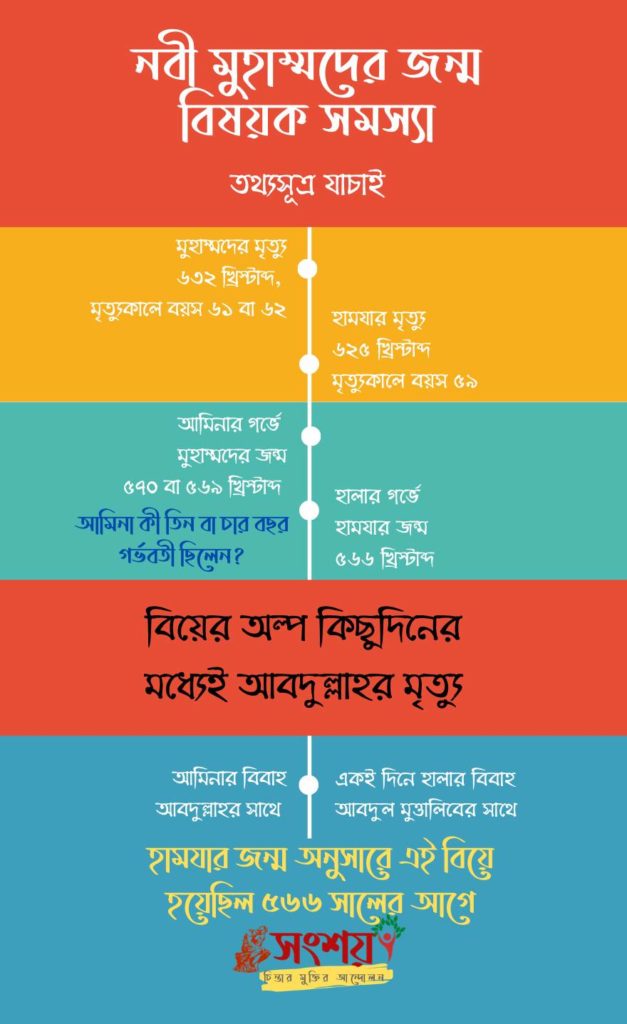 নবী মুহাম্মদের জন্ম
বিষয়ক সমস্যা
তথ্যসূত্র যাচাই
মুহাম্মদের মৃত্যু
৬৩২ খ্রিস্টাব্দ,
মৃত্যুকালে বয়স ৬১ বা ৬২
হামযার মৃত্যু
৬২৫ খ্রিস্টাব্দ
মৃত্যুকালে বয়স ৫৯
আমিনার গর্ভে
মুহাম্মদের জন্ম
৫৭০ বা ৫৬৯ খ্রিস্টাব্দ
আমিনা কী তিন বা চার বছর
গর্ভবতী ছিলেন?
হালার গর্ভে
হামযার জন্ম
৫৬৬ খ্রিস্টাব্দ
বিয়ের অল্প কিছুদিনের
মধ্যেই আবদুল্লাহর মৃত্যু
আমিনার বিবাহ
আবদুল্লাহর সাথে
একই দিনে হালার বিবাহ
আবদুল মুত্তালিবের সাথে
হামযার জন্ম অনুসারে এই বিয়ে
হয়েছিল ৫৬৬ সালের আগে
সংশয়
চিন্তার মুক্তির আন্দোলন